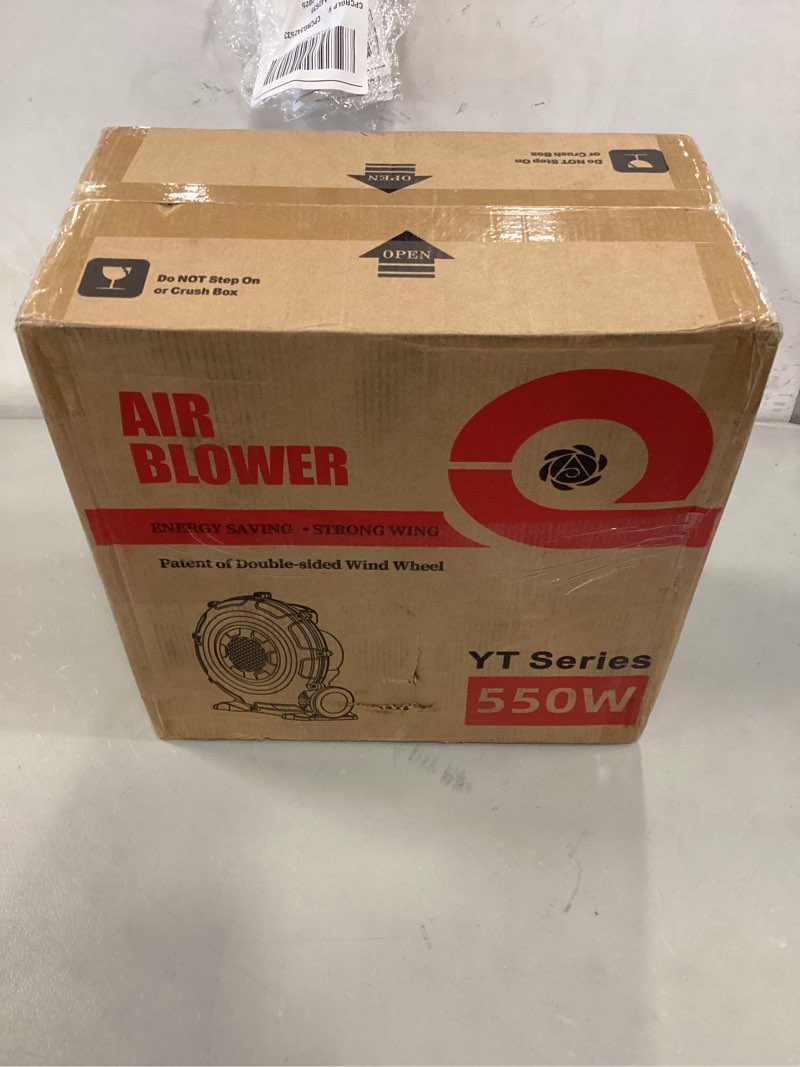 CPCR0342533
Do NOT Step On
or Crush Box
OPEN
OPEN
Do NOT Step On
or Crush Box
AIR
BLOWER
ENERGY SAVING • STRONG WING
Patent of Double-sided Wind Wheel
YT Series
550W